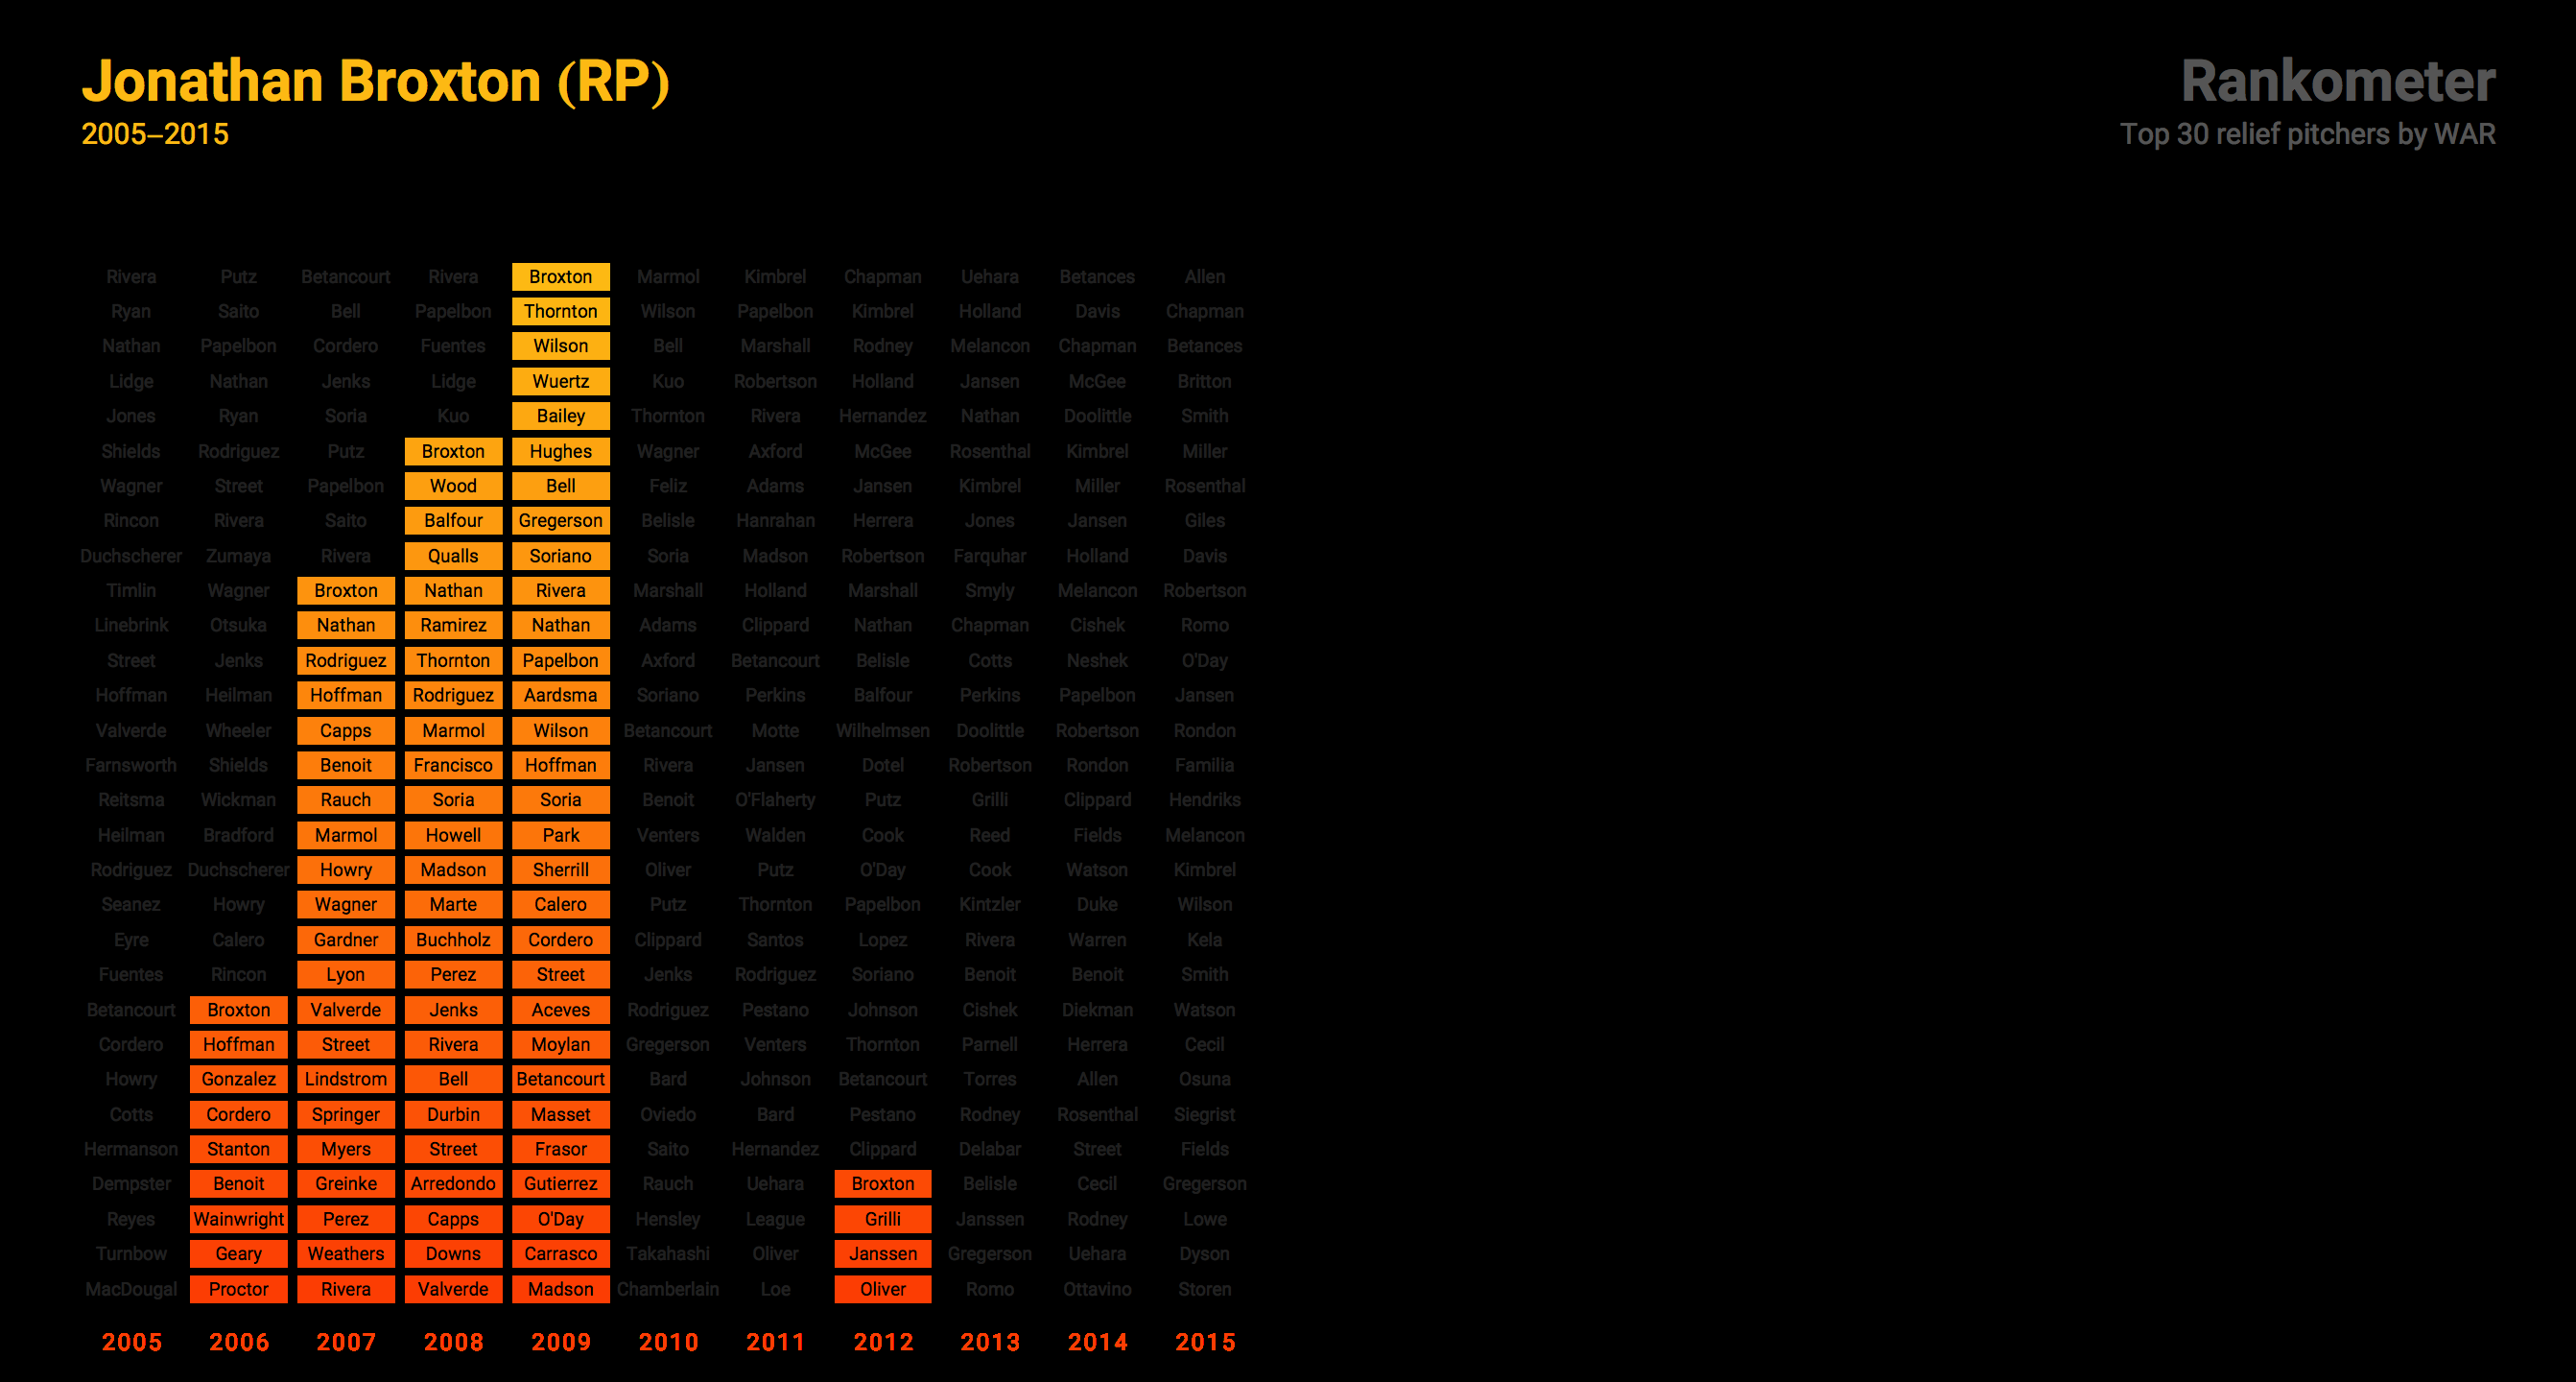 Jonathan Broxton (RP)
2005–2015
Rankometer
Top 30 relief pitchers by WAR
Rivera Putz Betancourt Rivera Broxton Marmol Kimbrel Chapman Uehara Betances Allen
Ryan Saito Bell Papelbon Thornton Wilson Papelbon Kimbrel Holland Davis Chapman
Nathan Papelbon Cordero Fuentes Wilson Bell Marshall Rodney Melancon Chapman Betances
Lidge Nathan Jenks Lidge Wuertz Kuo Robertson Holland Jansen McGee Britton
Jones Ryan Soria Kuo Bailey Thornton Rivera Hernandez Nathan Doolittle Smith
Shields Rodriguez Putz Broxton Hughes Wagner Axford McGee Rosenthal Kimbrel Miller
Wagner Street Papelbon Wood Bell Feliz Adams Jansen Kimbrel Miller Rosenthal
Rincon Rivera Saito Balfour Gregerson Belisle Hanrahan Herrera Jones Jansen Giles
Duchscherer Zumaya Rivera Qualls Soriano Soria Madson Robertson Farquhar Holland Davis
Timlin Wagner Broxton Nathan Rivera Marshall Holland Marshall Smyly Melancon Robertson
Linebrink Otsuka Nathan Ramirez Nathan Adams Clippard Nathan Chapman Cishek Romo
Street Jenks Rodriguez Thornton Papelbon Axford Betancourt Belisle Cotts Neshek O'Day
Hoffman Heilman Hoffman Rodriguez Aardsma Soriano Perkins Balfour Perkins Papelbon Jansen
Valverde Wheeler Capps Marmol Wilson Betancourt Motte Wilhelmsen Doolittle Robertson Rondon
Farnsworth Shields Benoit Francisco Hoffman Rivera Jansen Dotel Robertson Rondon Familia
Reitsma Wickman Rauch Soria Soria Benoit O'Flaherty Putz Grilli Clippard Hendriks
Heilman Bradford Marmol Howell Park Venters Walden Cook Reed Fields Melancon
Rodriguez Duchscherer Howry Madson Sherrill Oliver Putz O'Day Cook Watson Kimbrel
Seanez Howry Wagner Marte Calero Putz Thornton Papelbon Kintzler Duke Wilson
Eyre Calero Gardner Buchholz Cordero Clippard Santos Lopez Rivera Warren Kela
Fuentes Rincon Lyon Perez Street Jenks Rodriguez Soriano Benoit Benoit Smith
Betancourt Broxton Valverde Jenks Aceves Rodriguez Pestano Johnson Cishek Diekman Watson
Cordero Hoffman Street Rivera Moylan Gregerson Venters Thornton Parnell Herrera Cecil
Howry Gonzalez Lindstrom Bell Betancourt Bard Johnson Betancourt Torres Allen Osuna
Cotts Cordero Springer Durbin Masset Oviedo Bard Pestano Rodney Rosenthal Siegrist
Hermanson Stanton Myers Street Frasor Saito Hernandez Clippard Delabar Street Fields
Dempster Benoit Greinke Arredondo Gutierrez Rauch Uehara Broxton Belisle Cecil Gregerson
Reyes Wainwright Perez Capps O'Day Hensley League Grilli Janssen Rodney Lowe
Turnbow Geary Weathers Downs Carrasco Takahashi Oliver Janssen Gregerson Uehara Dyson
MacDougal Proctor Rivera Valverde Madson Chamberlain Loe Oliver Romo Ottavino Storen
2005 2006 2007 2008 2009 2010 2011 2012 2013 2014 2015